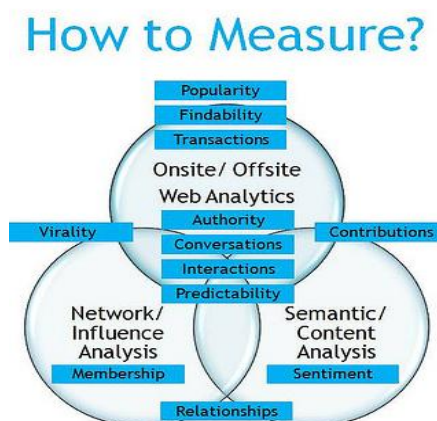 How to Measure?
Popularity
Findability
Transactions
Onsite/ Offsite
Web Analytics
Authority
Virality
Contributions
Conversations
Interactions
Predictability
Network/
Influence
Analysis
Membership
Semantic/
Content
Analysis
Sentiment
Relationships